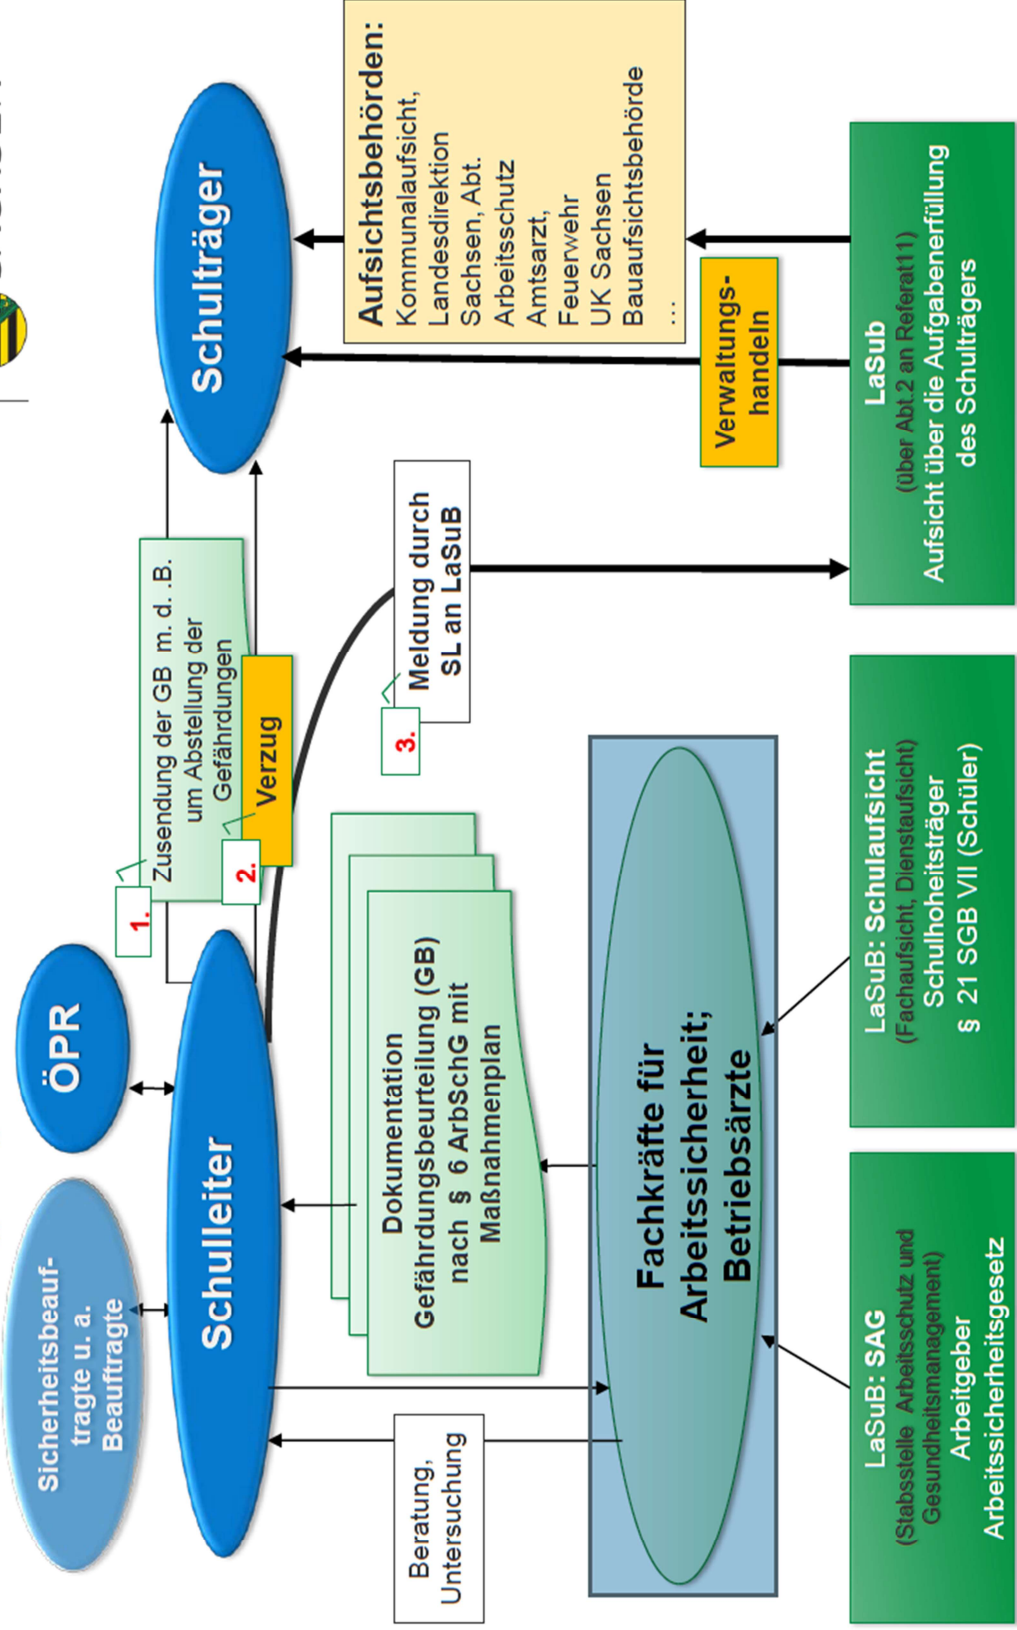 Sicherheitsbeauf-
tragte u. a.
Beauftragte
ÖPR
Schulleiter
Schulträger
1.
Zusendung der GB m. d. .B.
um Abstellung der
Gefährdungen
2.
Verzug
3.
Meldung durch
SL an LaSuB
Aufsichtsbehörden:
Kommunalaufsicht,
Landesdirektion
Sachsen, Abt.
Arbeitsschutz
Amtsarzt,
Feuerwehr
UK Sachsen
Bauaufsichtsbehörde
...
Beratung,
Untersuchung
Dokumentation
Gefährdungsbeurteilung (GB)
nach § 6 ArbSchG mit
Maßnahmenplan
Verwaltungs-
handeln
Fachkräfte für
Arbeitssicherheit;
Betriebsärzte
LaSuB: SAG
(Stabsstelle Arbeitsschutz und
Gesundheitsmanagement)
Arbeitgeber
Arbeitssicherheitsgesetz
LaSuB: Schulaufsicht
(Fachaufsicht, Dienstaufsicht)
Schulhoheitsträger
§ 21 SGB VII (Schüler)
LaSub
(über Abt.2 an Referat11)
Aufsicht über die Aufgabenerfüllung
des Schulträgers